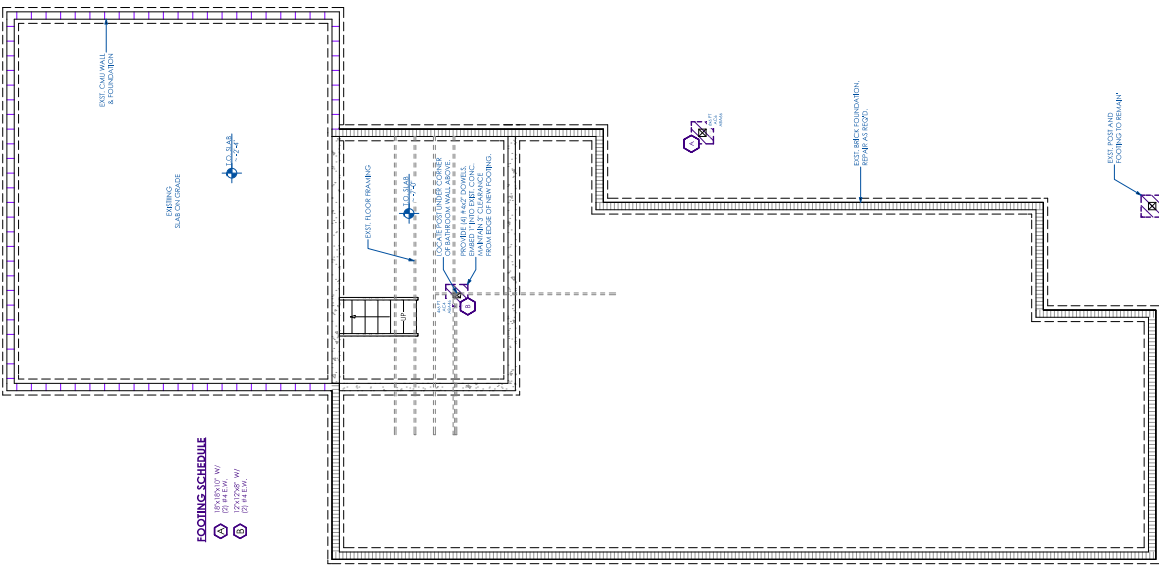 EXST. CMU WALL
& FOUNDATION
EXISTING
SLAB ON GRADE
T.O. SLAB
EXST. FLOOR FRAMING
T.O. SLAB
LOCATE POST UNDER CORNER
OF BATHROOM WALL ABOVE.
PROVIDE (4) #4x2" DOWELS,
EMBED 1" INTO EXST. CONC.
MAINTAIN 3" CLEARANCE
FROM EDGE OF NEW FOOTING.
UP
B
A
EXST. BRICK FOUNDATION,
REPAIR AS REQ'D.
EXST. POST AND
FOOTING TO REMAIN
FOOTING SCHEDULE
A
18"x18"x10" W/
(2) #4 E.W.
B
12"x12"x8" W/
(2) #4 E.W.